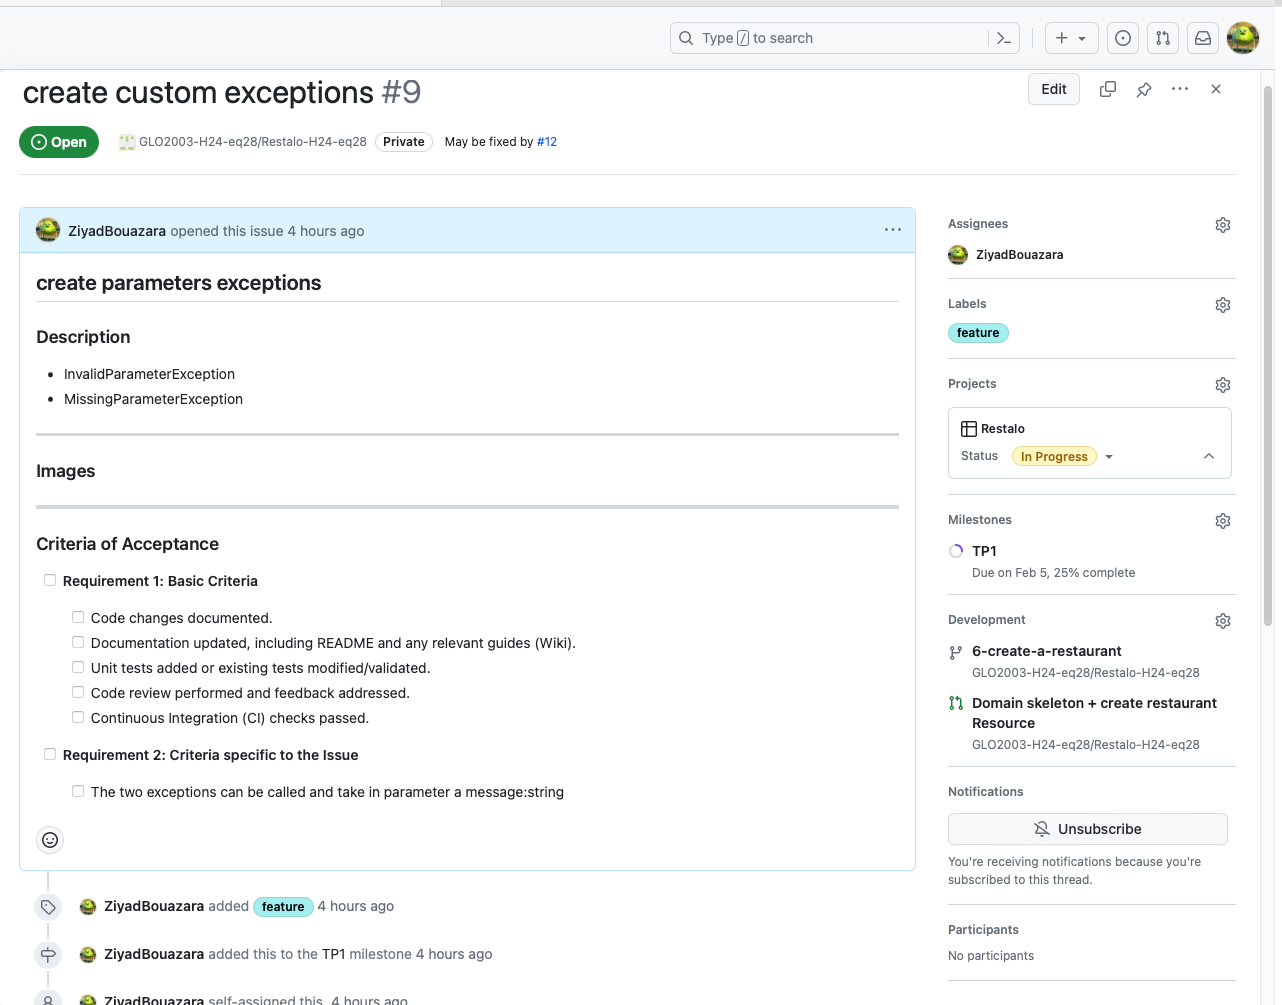 Type / to search
create custom exceptions #9
Edit
Open
GLO2003-H24-eq28/Restalo-H24-eq28
Private
May be fixed by #12
ZiyadBouazara opened this issue 4 hours ago
create parameters exceptions
Description
InvalidParameterException
MissingParameterException
Images
Criteria of Acceptance
Requirement 1: Basic Criteria
Code changes documented.
Documentation updated, including README and any relevant guides (Wiki).
Unit tests added or existing tests modified/validated.
Code review performed and feedback addressed.
Continuous Integration (CI) checks passed.
Requirement 2: Criteria specific to the Issue
The two exceptions can be called and take in parameter a message:string
ZiyadBouazara added feature 4 hours ago
ZiyadBouazara added this to the TP1 milestone 4 hours ago
ZiyadBouazara self-assigned this 4 hours ago
Assignees
ZiyadBouazara
Labels
feature
Projects
Restalo
Status In Progress
Milestones
TP1
Due on Feb 5, 25% complete
Development
6-create-a-restaurant
GLO2003-H24-eq28/Restalo-H24-eq28
Domain skeleton + create restaurant
Resource
GLO2003-H24-eq28/Restalo-H24-eq28
Notifications
Unsubscribe
You're receiving notifications because you're
subscribed to this thread.
Participants
No participants